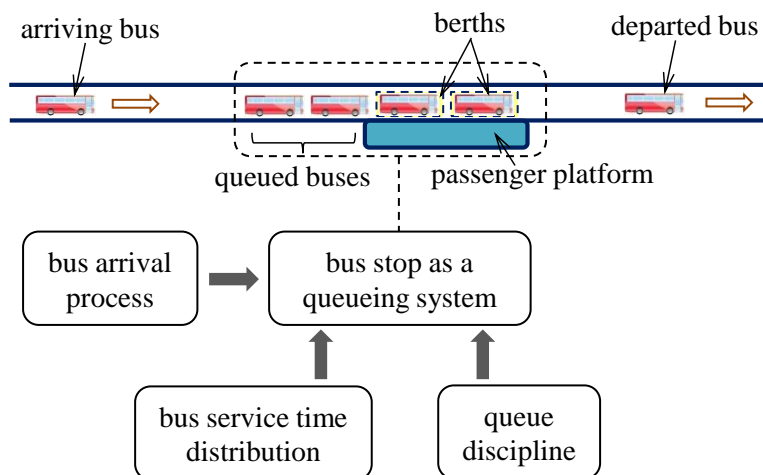 arriving bus
berths
departed bus
queued buses
passenger platform
bus arrival
process
bus stop as a
queueing system
bus service time
distribution
queue
discipline